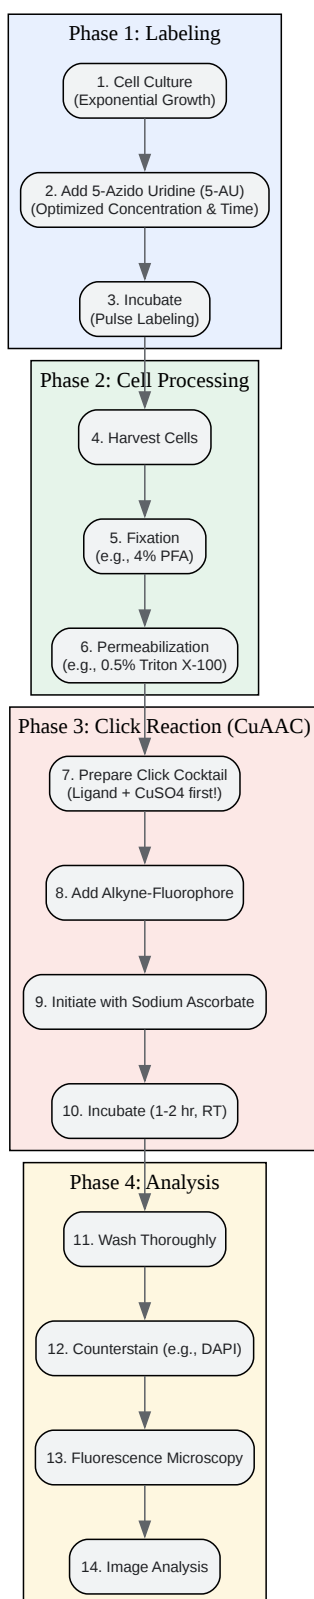 Phase 1: Labeling
1. Cell Culture
(Exponential Growth)
2. Add 5-Azido Uridine (5-AU)
(Optimized Concentration & Time)
3. Incubate
(Pulse Labeling)
Phase 2: Cell Processing
4. Harvest Cells
5. Fixation
(e.g., 4% PFA)
6. Permeabilization
(e.g., 0.5% Triton X-100)
Phase 3: Click Reaction (CuAAC)
7. Prepare Click Cocktail
(Ligand + CuSO4 first!)
8. Add Alkyne-Fluorophore
9. Initiate with Sodium Ascorbate
10. Incubate (1-2 hr, RT)
Phase 4: Analysis
11. Wash Thoroughly
12. Counterstain (e.g., DAPI)
13. Fluorescence Microscopy
14. Image Analysis